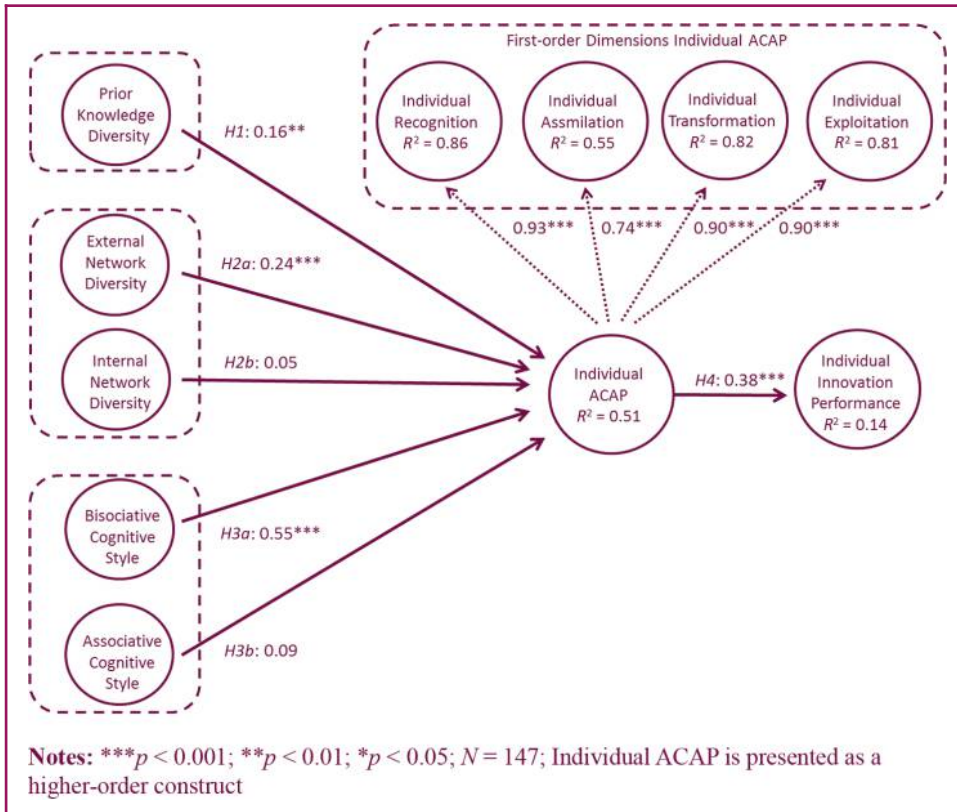 First-order Dimensions Individual ACAP
Prior
Knowledge
Diversity
Individual
Recognition
R² = 0.86
Individual
Assmilation
R² = 0.55
Individual
Transformation
R² = 0.82
Individual
Exploitation
R² = 0.81
H1: 0.16**
0.93***
0.74***
0.90***
0.90***
External
Network
Diversity
H2a: 0.24***
Internal
Network
Diversity
H2b: 0.05
Individual
ACAP
R² = 0.51
H4: 0.38***
Individual
Innovation
Performance
R² = 0.14
Bisociative
Cognitive
Style
H3a: 0.55***
Associative
Cognitive
Style
H3b: 0.09
Notes: ***p < 0.001; **p < 0.01; *p < 0.05; N = 147; Individual ACAP is presented as a
higher-order construct